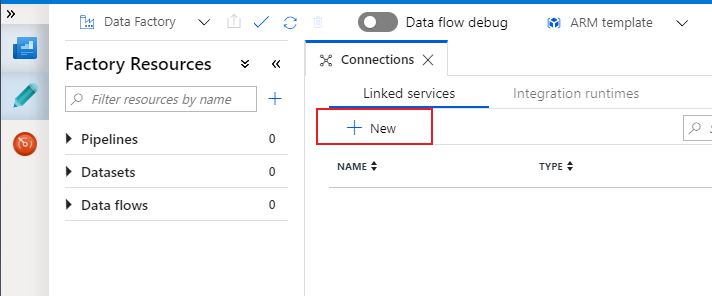 »
Data Factory
Data flow debug
ARM template
Factory Resources
«
Connections
Linked services
Integration runtimes
Filter resources by name
+
+ New
Pipelines 0
NAME
TYPE
Datasets 0
Data flows 0